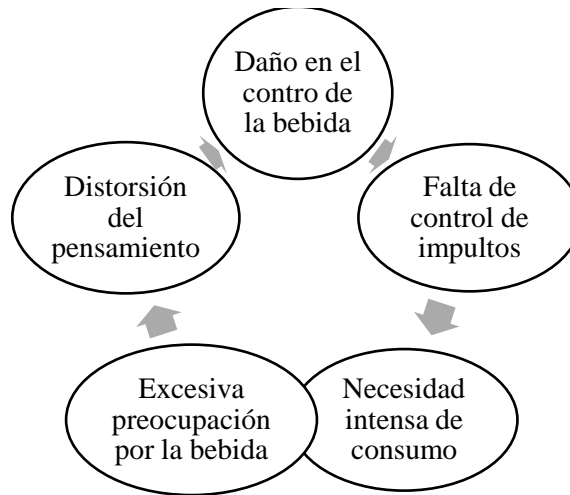 Daño en el
contro de
la bebida
Falta de
control de
impultos
Necesidad
intensa de
consumo
Excesiva
preocupación
por la bebida
Distorsión
del
pensamiento